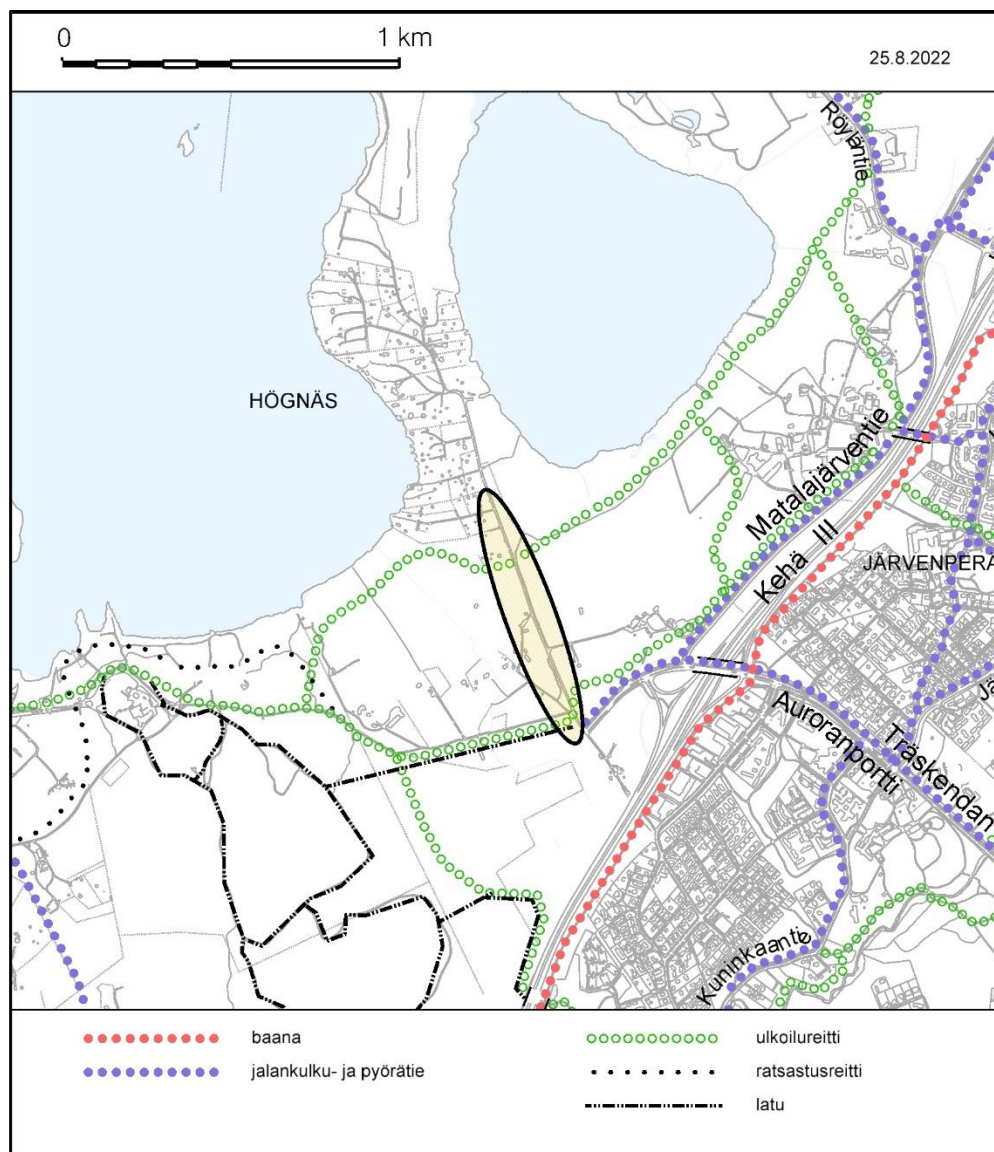 0 1 km
25.8.2022
Röyläntie
HÖGNÄS
Matalajärventie
Kehä III
JÄRVENPERÄ
Auroranportti
Träskendan
Kuninkaantie
baana
jalankulku- ja pyörätie
ulkoilureitti
ratsastusreitti
latu